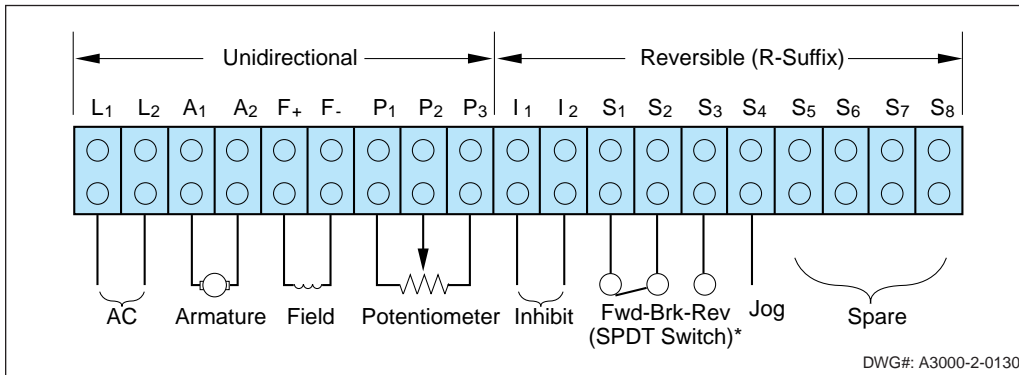 Unidirectional Reversible (R-Suffix)
L1 L2 A1 A2 F+ F- P1 P2 P3 I1 I2 S1 S2 S3 S4 S5 S6 S7 S8
AC Armature Field Potentiometer Inhibit Fwd-Brk-Rev Jog Spare
(SPDT Switch)*
DWG#: A3000-2-0130